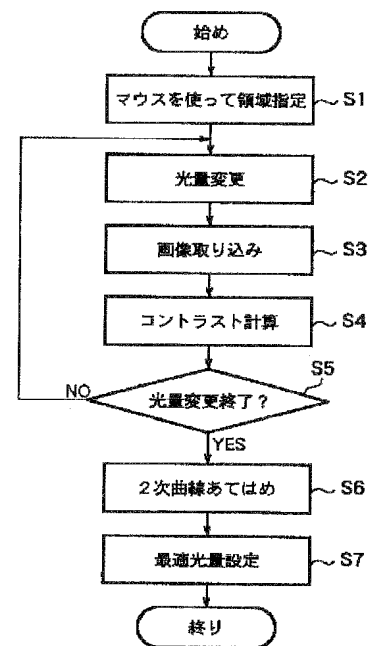 始め
マウスを使って領域指定 S1
光量変更 S2
画像取り込み S3
コントラスト計算 S4
S5
NO 光量変更終了?
YES
2次曲線あてはめ S6
最適光量設定 S7
終り